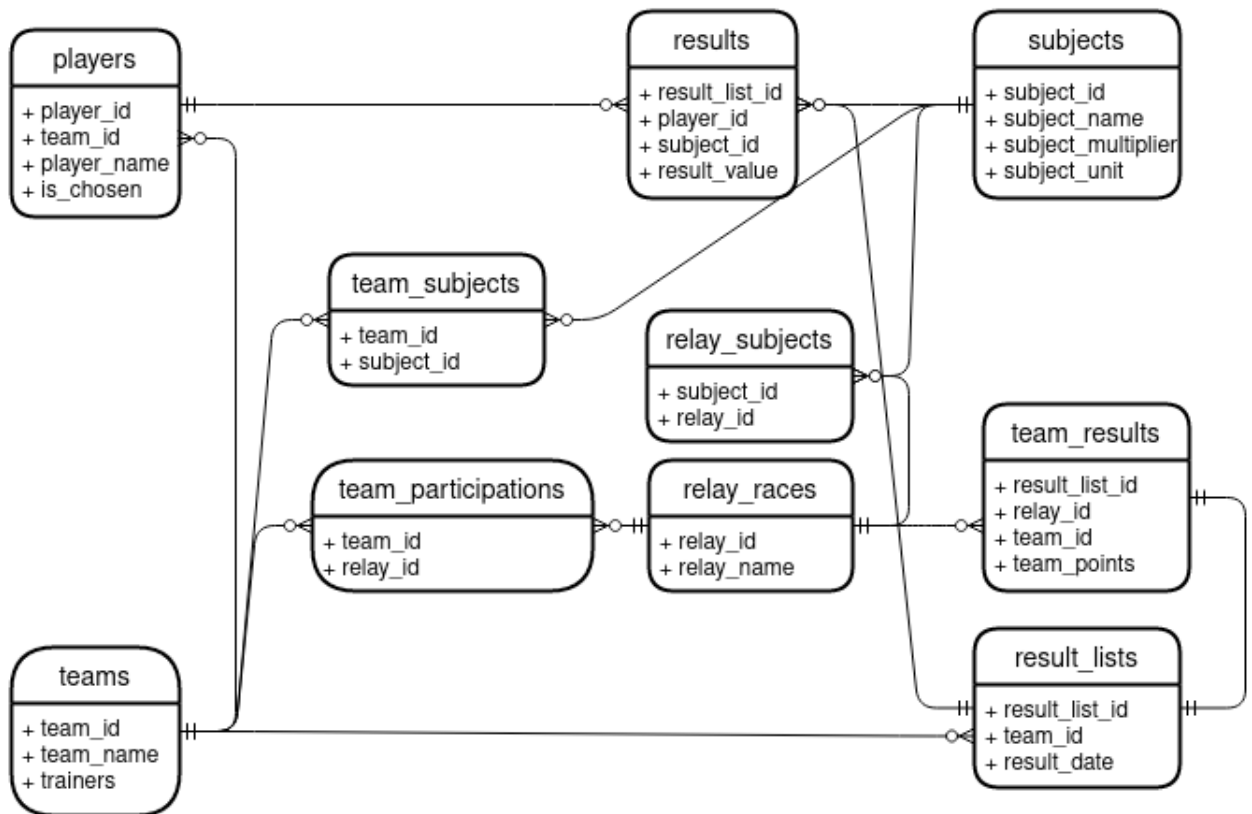 players
+ player_id
+ team_id
+ player_name
+ is_chosen
results
+ result_list_id
+ player_id
+ subject_id
+ result_value
subjects
+ subject_id
+ subject_name
+ subject_multiplier
+ subject_unit
team_subjects
+ team_id
+ subject_id
relay_subjects
+ subject_id
+ relay_id
team_participations
+ team_id
+ relay_id
relay_races
+ relay_id
+ relay_name
team_results
+ result_list_id
+ relay_id
+ team_id
+ team_points
teams
+ team_id
+ team_name
+ trainers
result_lists
+ result_list_id
+ team_id
+ result_date